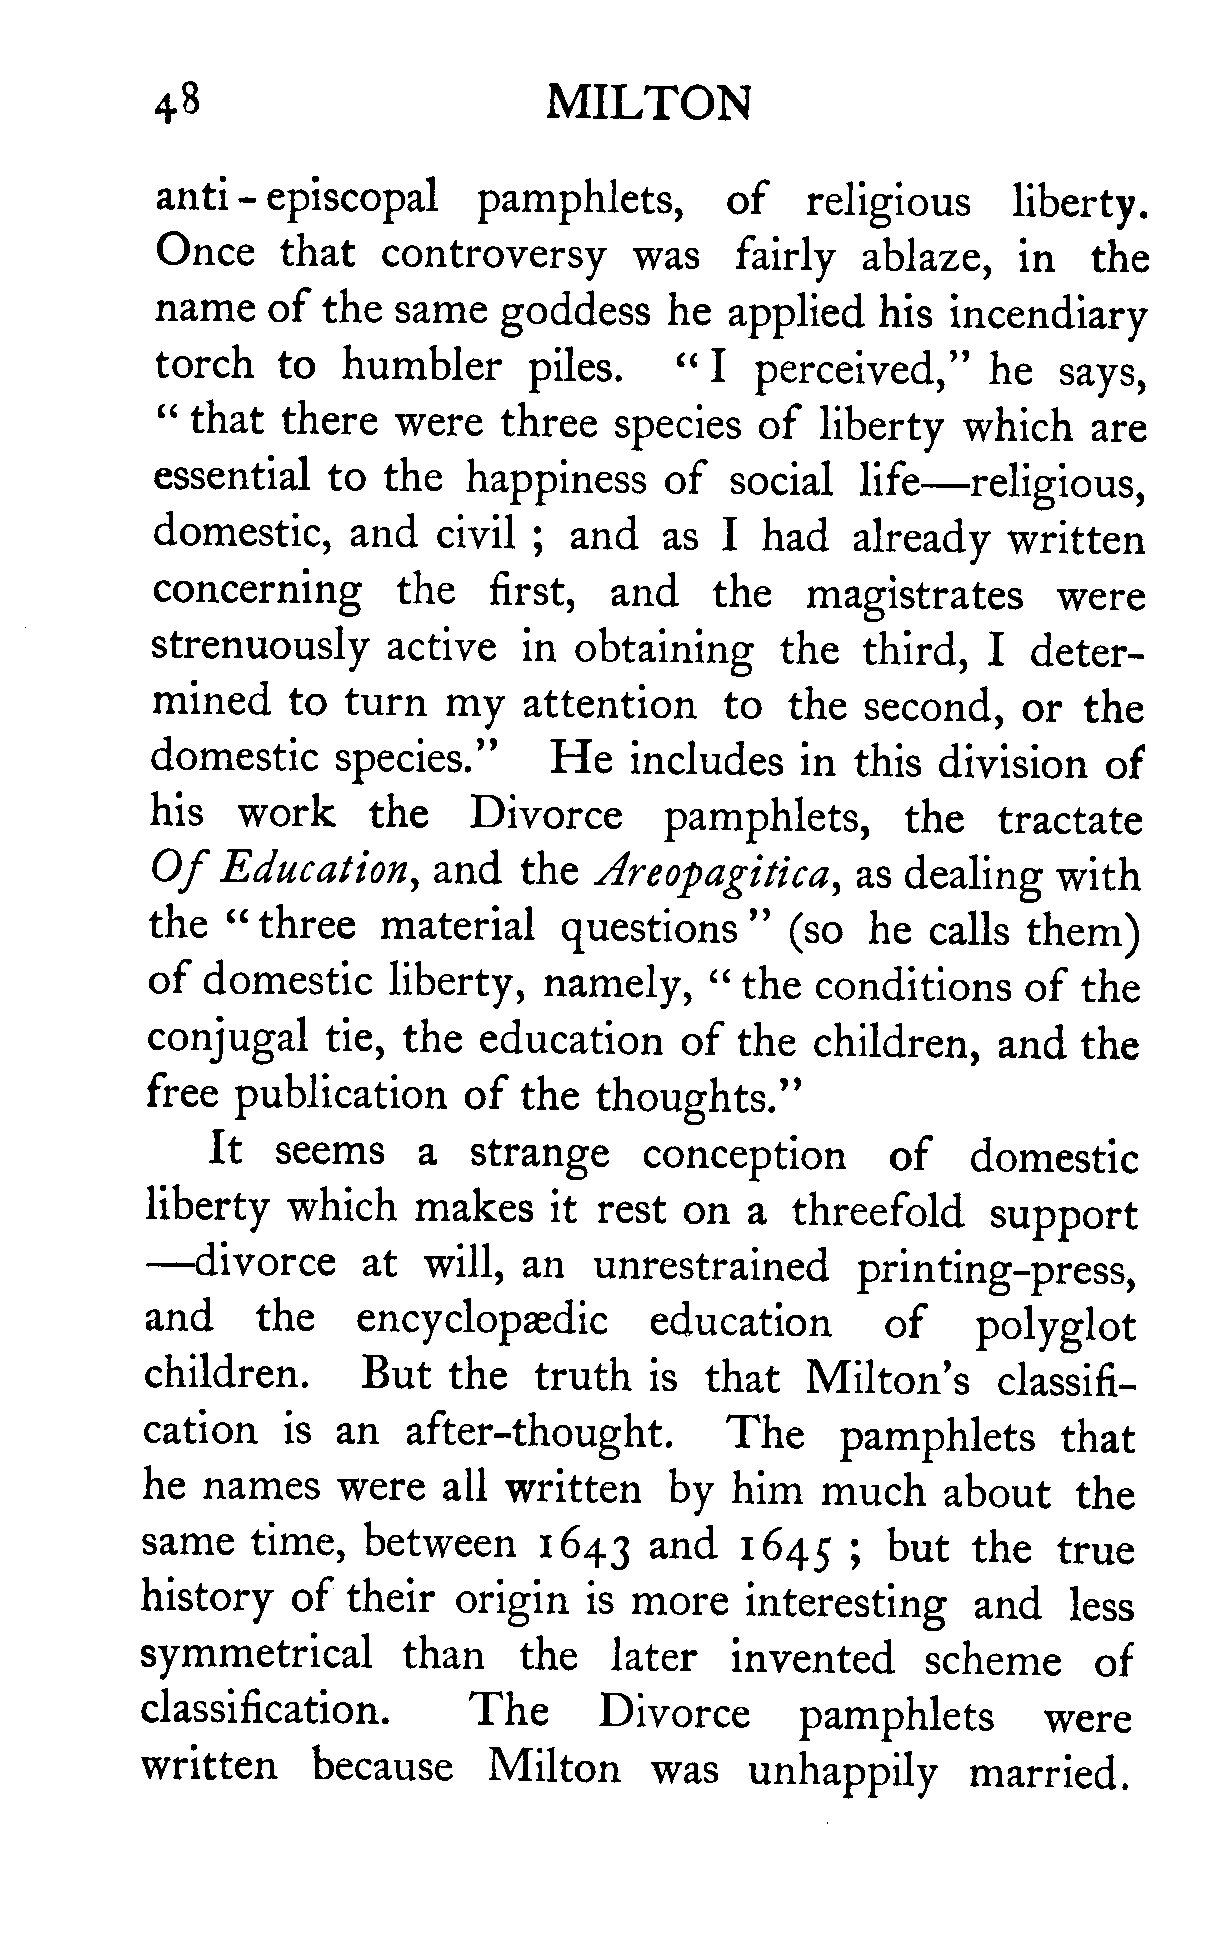 48 MILTON
anti - episcopal pamphlets, of religious liberty.
Once that controversy was fairly ablaze, in the
name of the same goddess he applied his incendiary
torch to humbler piles. “ I perceived,” he says,
“ that there were three species of liberty which are
essential to the happiness of social life—religious,
domestic, and civil ; and as I had already written
concerning the first, and the magistrates were
strenuously active in obtaining the third, I deter-
mined to turn my attention to the second, or the
domestic species.” He includes in this division of
his work the Divorce pamphlets, the tractate
Of Education, and the Areopagitica, as dealing with
the “ three material questions ” (so he calls them)
of domestic liberty, namely, “ the conditions of the
conjugal tie, the education of the children, and the
free publication of the thoughts.”
It seems a strange conception of domestic
liberty which makes it rest on a threefold support
—divorce at will, an unrestrained printing-press,
and the encyclopædic education of polyglot
children. But the truth is that Milton’s classifi-
cation is an after-thought. The pamphlets that
he names were all written by him much about the
same time, between 1643 and 1645 ; but the true
history of their origin is more interesting and less
symmetrical than the later invented scheme of
classification. The Divorce pamphlets were
written because Milton was unhappily married.